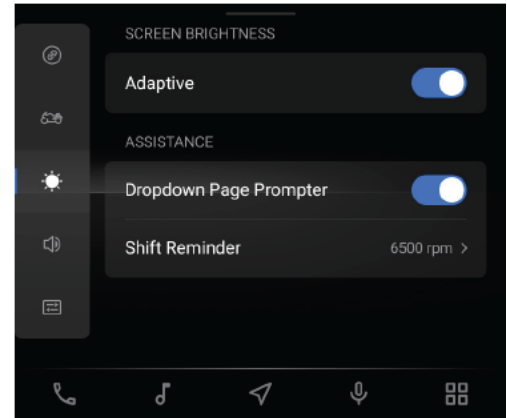 SCREEN BRIGHTNESS
Adaptive
ASSISTANCE
Dropdown Page Prompter
Shift Reminder 6500 rpm >